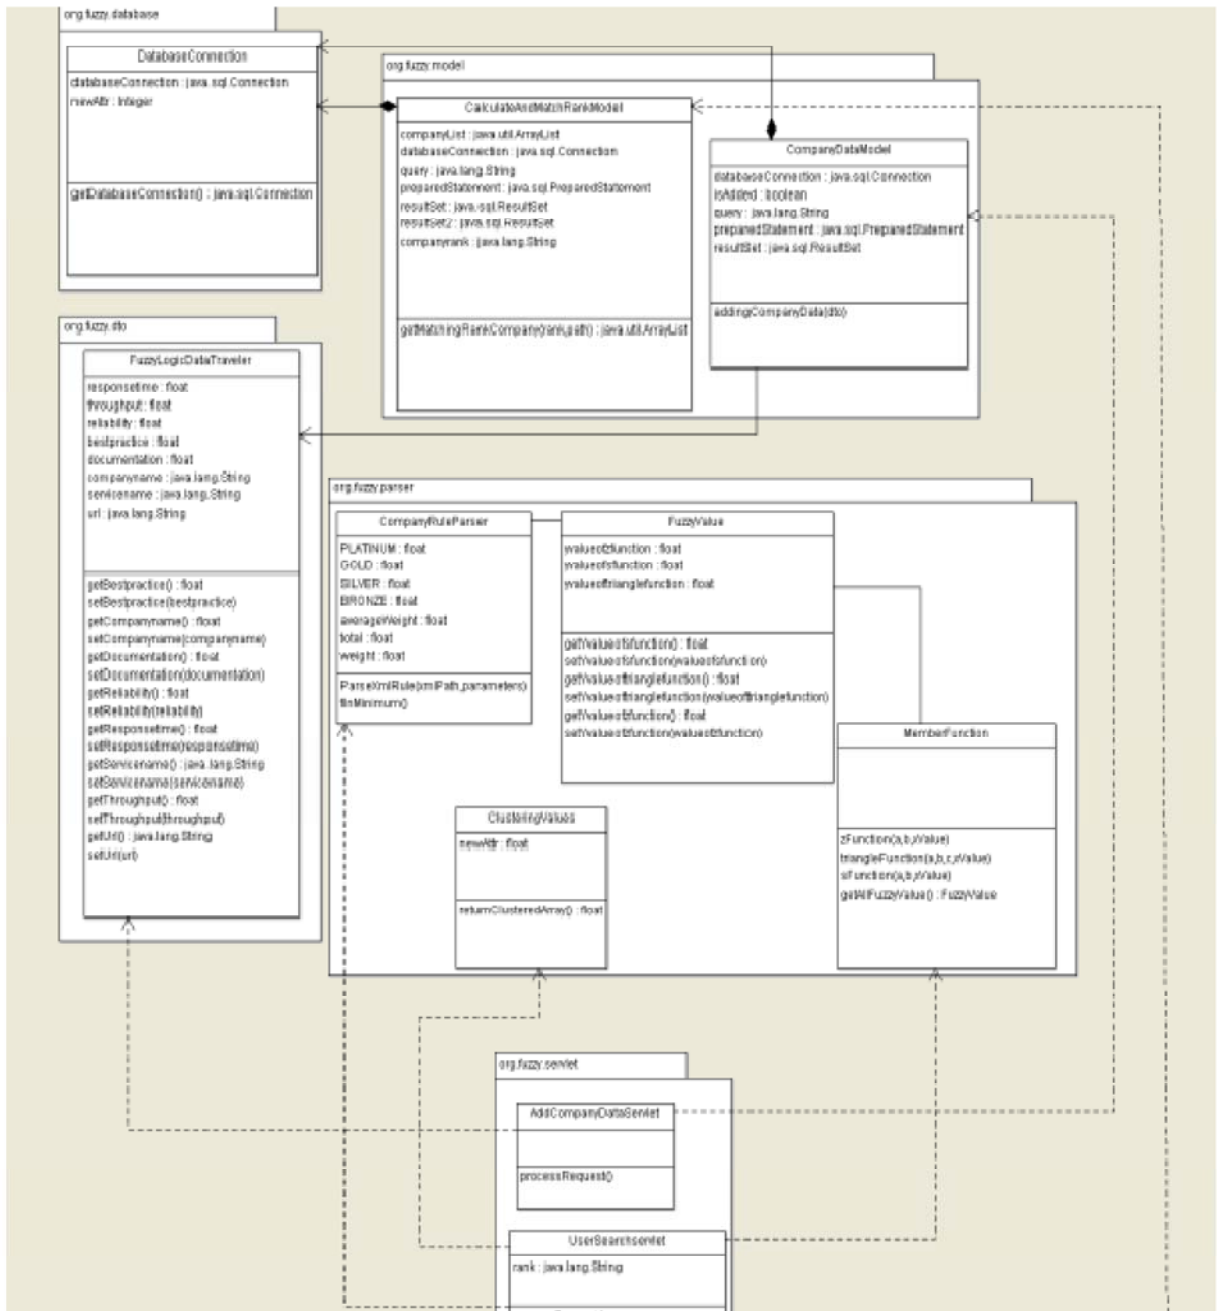 org.fuzzy.database
DatabaseConnection
databaseConnection : java.sql.Connection
newAttr : Integer
getDatabaseConnection() : java.sql.Connection
org.fuzzy.model
CalculateAndMatchRankModel
companyList : java.util.ArrayList
databaseConnection : java.sql.Connection
query : java.lang.String
preparedStatement : java.sql.PreparedStatement
resultSet : java.sql.ResultSet
resultSet2 : java.sql.ResultSet
companyrank : java.lang.String
getMatchingRankCompany(rank,path) : java.util.ArrayList
CompanyDataModel
databaseConnection : java.sql.Connection
isAdded : boolean
query : java.lang.String
preparedStatement : java.sql.PreparedStatement
resultSet : java.sql.ResultSet
addingCompanyData(dto)
org.fuzzy.dto
FuzzyLogicDataTraveler
responsetime : float
throughput : float
reliability : float
bestpractice : float
documentation : float
companyname : java.lang.String
servicename : java.lang.String
url : java.lang.String
getBestpractice() : float
setBestpractice(bestpractice)
getCompanyname() : float
setCompanyname(companyname)
getDocumentation() : float
setDocumentation(documentation)
getReliability() : float
setReliability(reliability)
getResponsetime() : float
setResponsetime(responsetime)
getServicename() : java.lang.String
setServicename(servicename)
getThroughput() : float
setThroughput(throughput)
getUrl() : java.lang.String
setUrl(url)
org.fuzzy.parser
CompanyRuleParser
PLATINUM : float
GOLD : float
SILVER : float
BRONZE : float
averageWeight : float
total : float
weight : float
ParseXmlRule(xmlPath,parameters)
finMinimum()
FuzzyValue
valueofzfunction : float
valueofsfunction : float
valueoftrianglefunction : float
getValueofsfunction() : float
setValueofsfunction(valueofsfunction)
getValueoftrianglefunction() : float
setValueoftrianglefunction(valueoftrianglefunction)
getValueofzfunction() : float
setValueofzfunction(valueofzfunction)
MemberFunction
zFunction(a,b,xValue)
triangleFunction(a,b,c,xValue)
sFunction(a,b,xValue)
getAllFuzzyValue() : FuzzyValue
ClusteringValues
newAttr : float
returnClusteredArray() : float
org.fuzzy.servlet
AddCompanyDataServlet
processRequest()
UserSearchservlet
rank : java.lang.String